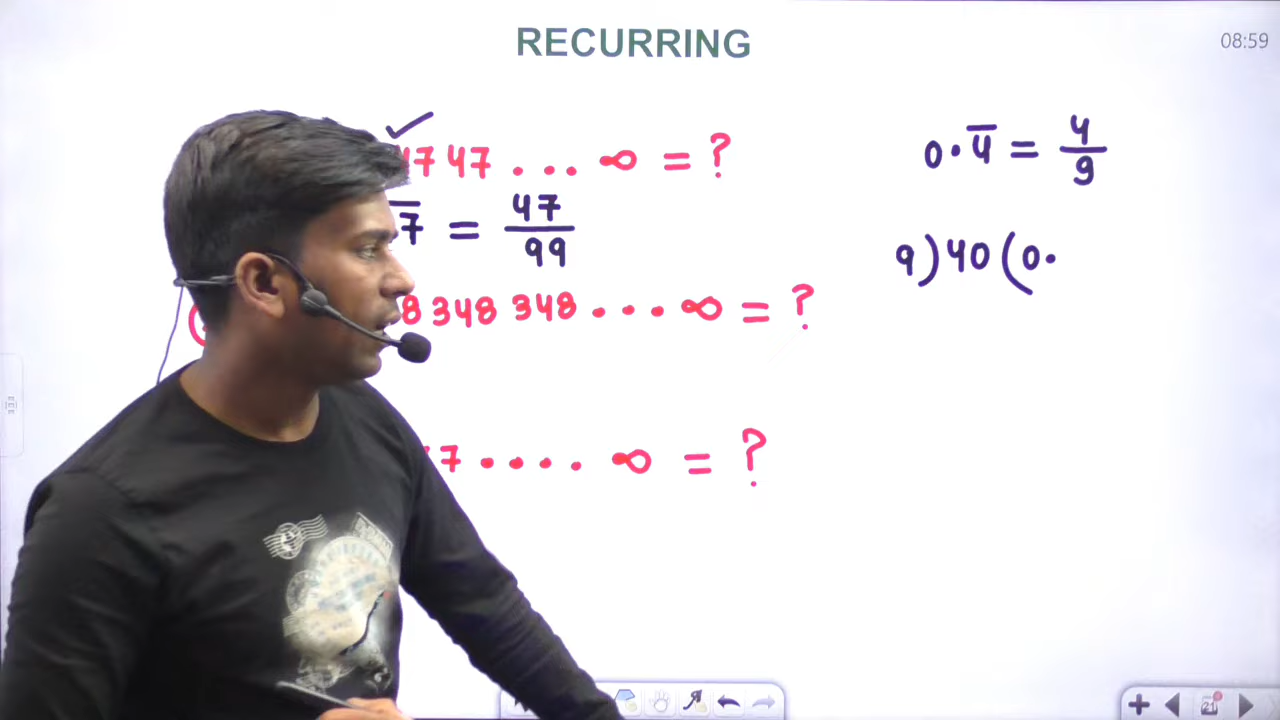 RECURRING
08:59
47 47 . . . ∞ = ?
7̅ = 47/99
8 348 348 . . . ∞ = ?
7 . . . . ∞ = ?
0.4̅ = 4/9
9)40(0.
21